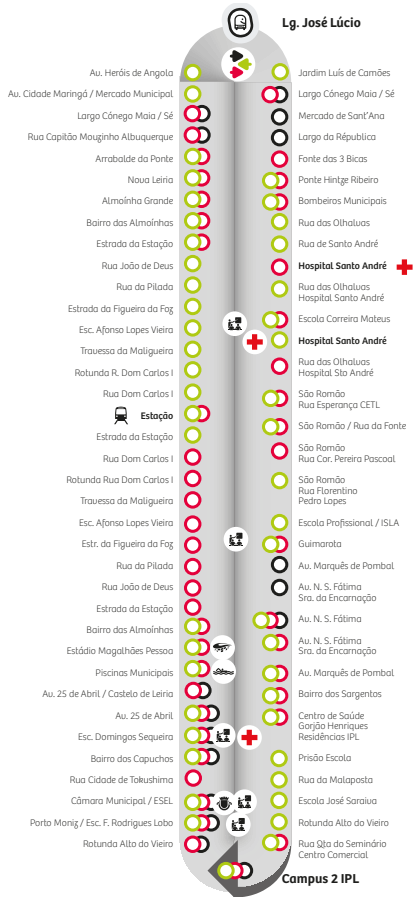 Lg. José Lúcio
Av. Heróis de Angola
Av. Cidade Maringá / Mercado Municipal
Largo Cónego Maia / Sé
Rua Capitão Mouzinho Albuquerque
Arrabalde da Ponte
Nova Leiria
Almoínha Grande
Bairro das Almoínhas
Estrada da Estação
Rua João de Deus
Rua da Pilada
Estrada da Figueira da Foz
Esc. Afonso Lopes Vieira
Travessa da Maligueira
Rotunda R. Dom Carlos I
Rua Dom Carlos I
Estação
Estrada da Estação
Rua Dom Carlos I
Rotunda Rua Dom Carlos I
Travessa da Maligueira
Esc. Afonso Lopes Vieira
Estr. da Figueira da Foz
Rua da Pilada
Rua João de Deus
Estrada da Estação
Bairro das Almoínhas
Estádio Magalhães Pessoa
Piscinas Municipais
Av. 25 de Abril / Castelo de Leiria
Av. 25 de Abril
Esc. Domingos Sequeira
Bairro dos Capuchos
Rua Cidade de Tokushima
Câmara Municipal / ESEL
Porto Moniz / Esc. F. Rodrigues Lobo
Rotunda Alto do Vieiro
Jardim Luís de Camões
Largo Cónego Maia / Sé
Mercado de Sant'Ana
Largo da Républica
Fonte das 3 Bicas
Ponte Hintze Ribeiro
Bombeiros Municipais
Rua das Olhalvas
Rua de Santo André
Hospital Santo André
Rua das Olhalvas
Hospital Santo André
Escola Correira Mateus
Hospital Santo André
Rua das Olhalvas
Hospital Sto André
São Romão
Rua Esperança CETL
São Romão / Rua da Fonte
São Romão
Rua Cor. Pereira Pascoal
São Romão
Rua Florentino
Pedro Lopes
Escola Profissional / ISLA
Guimarota
Av. Marquês de Pombal
Av. N. S. Fátima
Sra. da Encarnação
Av. N. S. Fátima
Av. N. S. Fátima
Sra. da Encarnação
Av. Marquês de Pombal
Bairro dos Sargentos
Centro de Saúde
Gorjão Henriques
Residências IPL
Prisão Escola
Rua da Malaposta
Escola José Saraiva
Rotunda Alto do Vieiro
Rua Qta do Seminário
Centro Comercial
Campus 2 IPL